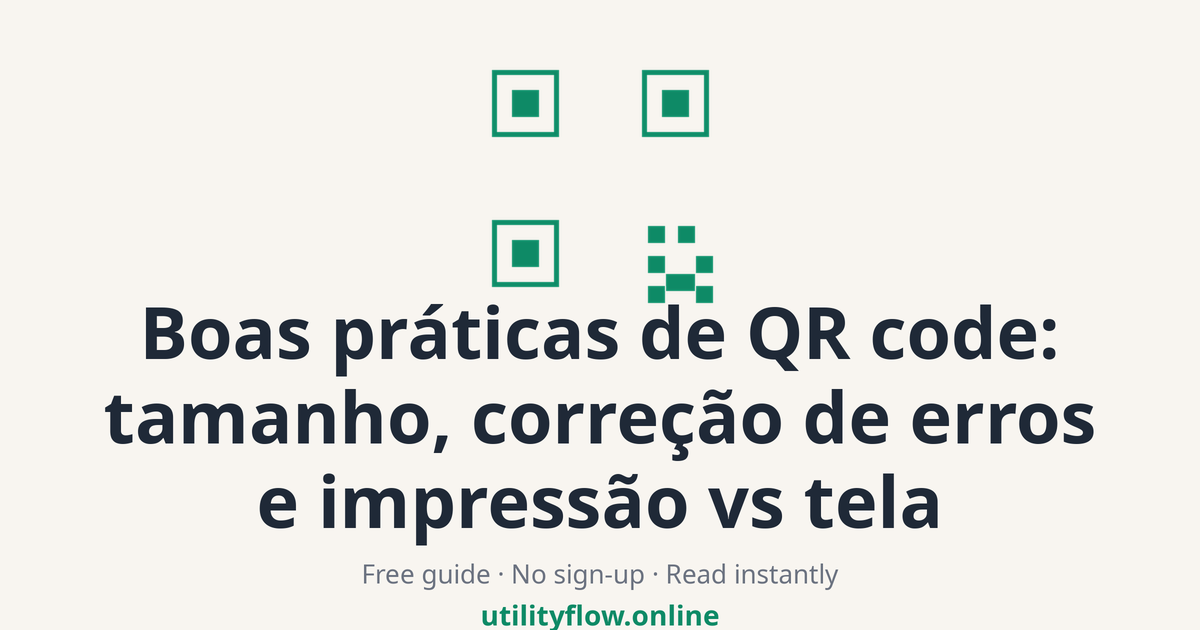 Boas práticas de QR code:
tamanho, correção de erros
e impressão vs tela
Free guide · No sign-up · Read instantly
utilityflow.online